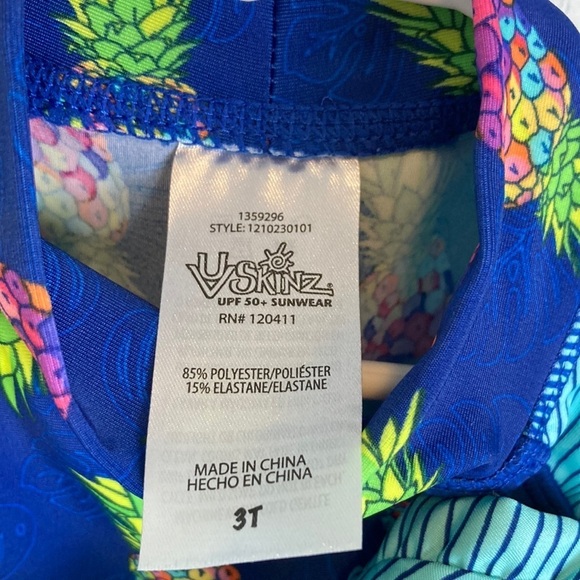 1359296
STYLE: 1210230101
UV SKINZ®
UPF 50+ SUNWEAR
RN# 120411
85% POLYESTER/POLIÉSTER
15% ELASTANE/ELASTANE
MADE IN CHINA
HECHO EN CHINA
3T